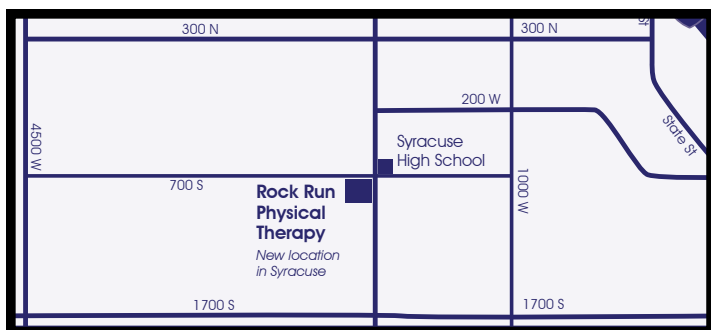 300 N
300 N
St
200 W
State St
4500 W
Syracuse
High School
700 S
1000 W
Rock Run
Physical
Therapy
New location
in Syracuse
1700 S
1700 S